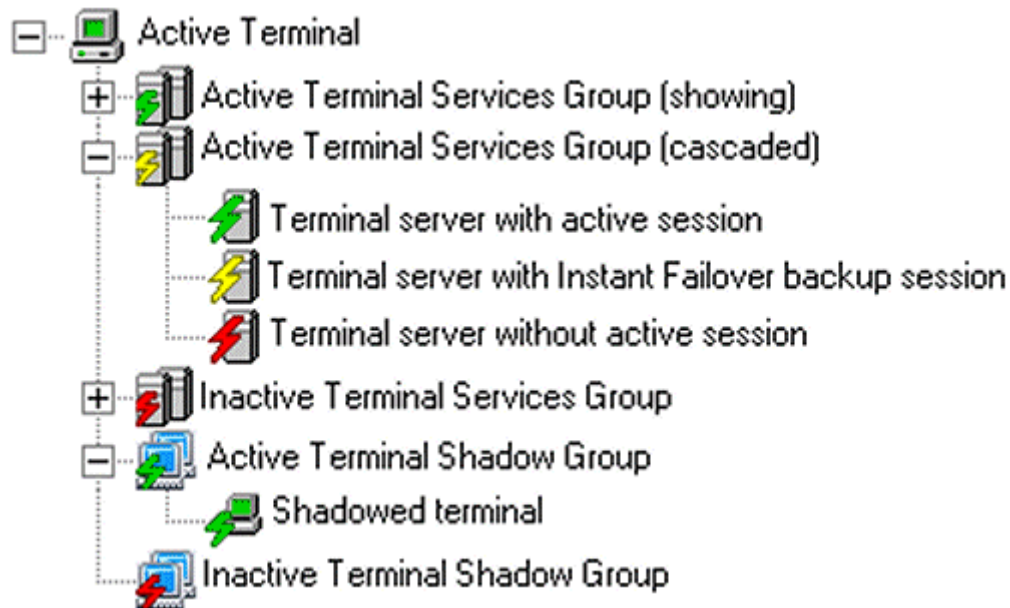 Active Terminal
Active Terminal Services Group (showing)
Active Terminal Services Group (cascaded)
Terminal server with active session
Terminal server with Instant Failover backup session
Terminal server without active session
Inactive Terminal Services Group
Active Terminal Shadow Group
Shadowed terminal
Inactive Terminal Shadow Group